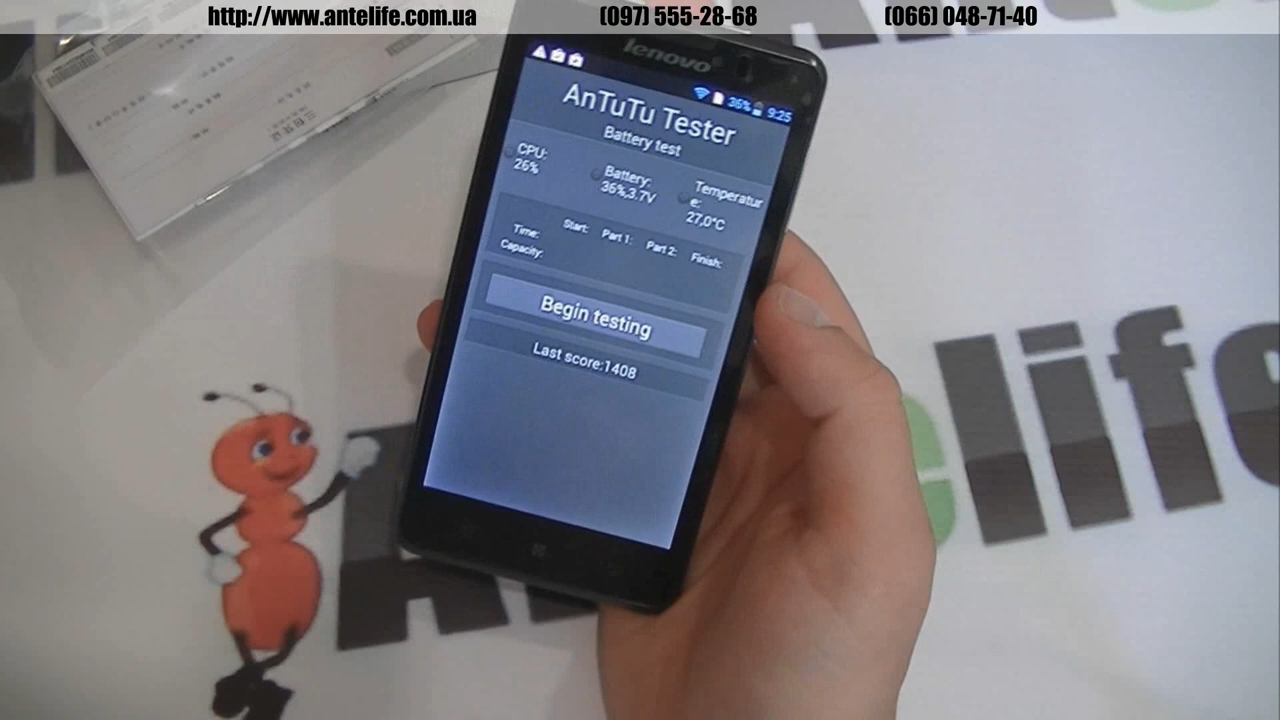 http://www.antelife.com.ua (097) 555-28-68 (066) 048-71-40
lenovo
36% 9:25
AnTuTu Tester
Battery test
CPU:
26%
Battery:
36%,3.7V
Temperatur
e:
27,0°C
Start: Part 1: Part 2: Finish:
Time:
Capacity:
Begin testing
Last score:1408
Antelife